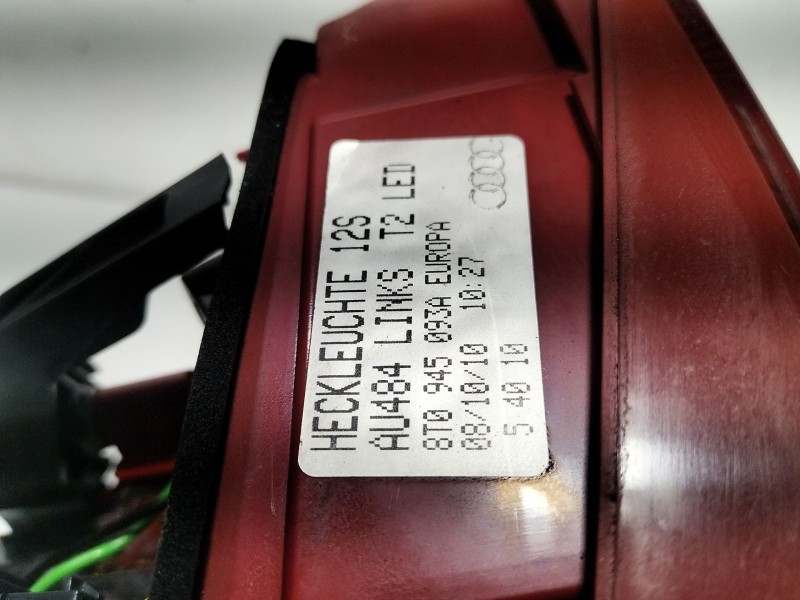 HECKLEUCHTE 12S
AU484 LINKS T2 LED
8T0 945 093A EUROPA
08/10/10 10:27
5 40 10